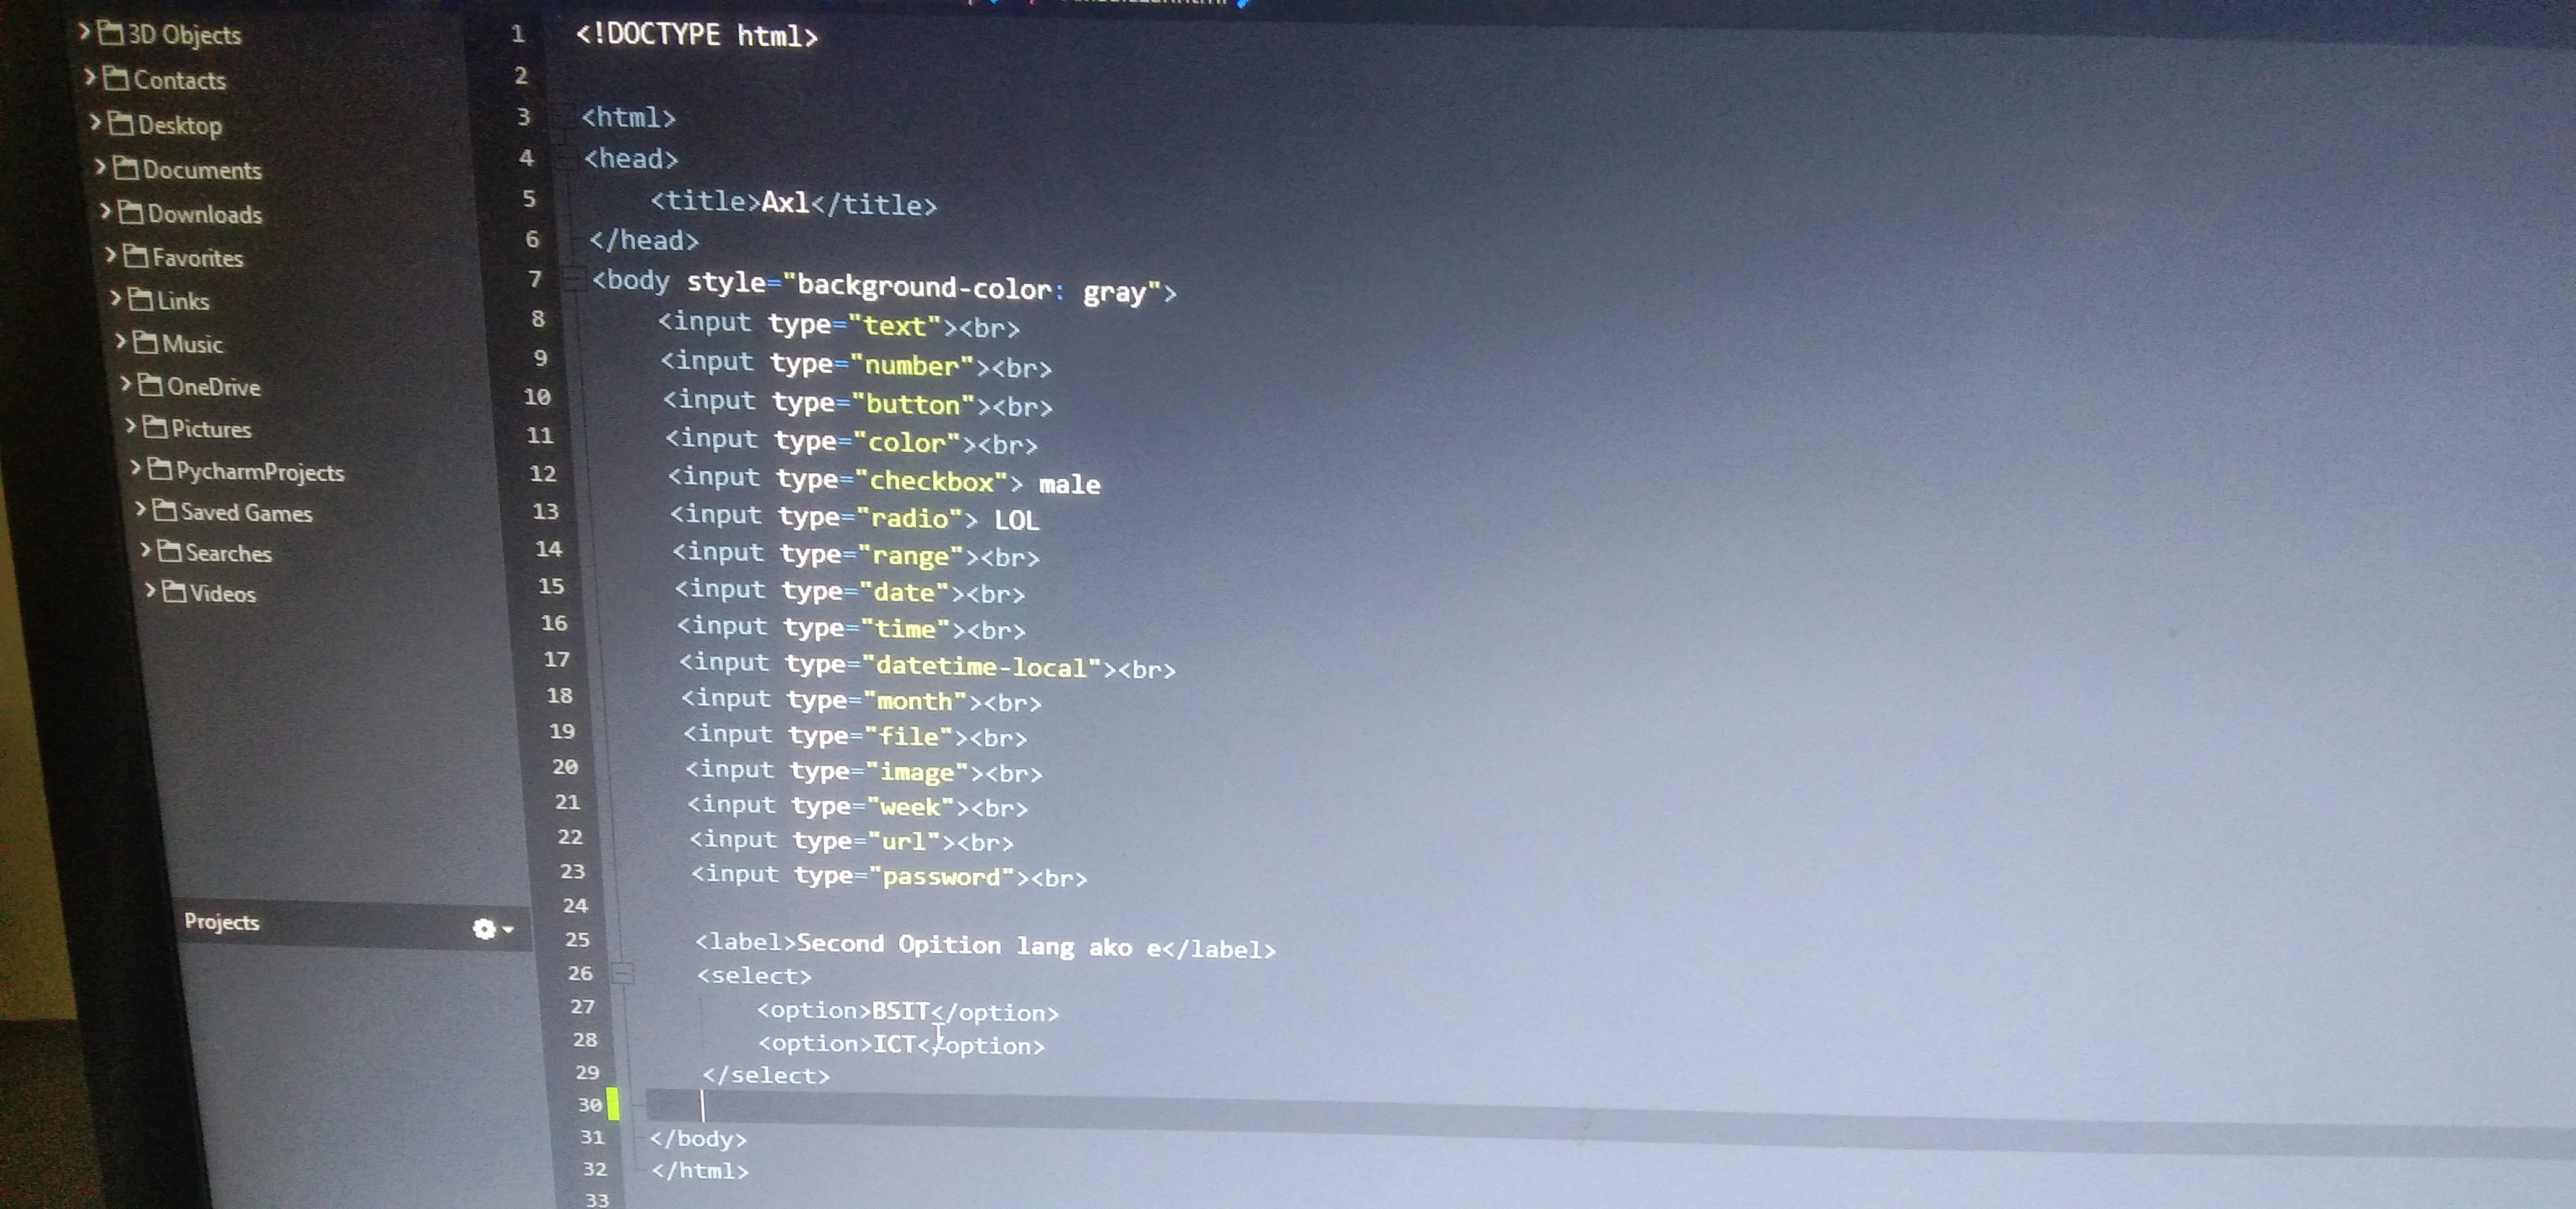 3D Objects
Contacts
Desktop
Documents
Downloads
Favorites
Links
Music
OneDrive
Pictures
PycharmProjects
Saved Games
Searches
Videos
Projects
1 <!DOCTYPE html>
2
3 <html>
4 <head>
5 <title>Axl</title>
6 </head>
7 <body style="background-color: gray">
8 <input type="text"><br>
9 <input type="number"><br>
10 <input type="button"><br>
11 <input type="color"><br>
12 <input type="checkbox"> male
13 <input type="radio"> LOL
14 <input type="range"><br>
15 <input type="date"><br>
16 <input type="time"><br>
17 <input type="datetime-local"><br>
18 <input type="month"><br>
19 <input type="file"><br>
20 <input type="image"><br>
21 <input type="week"><br>
22 <input type="url"><br>
23 <input type="password"><br>
24
25 <label>Second Opition lang ako e</label>
26 <select>
27 <option>BSIT</option>
28 <option>ICT</option>
29 </select>
30
31 </body>
32 </html>
33